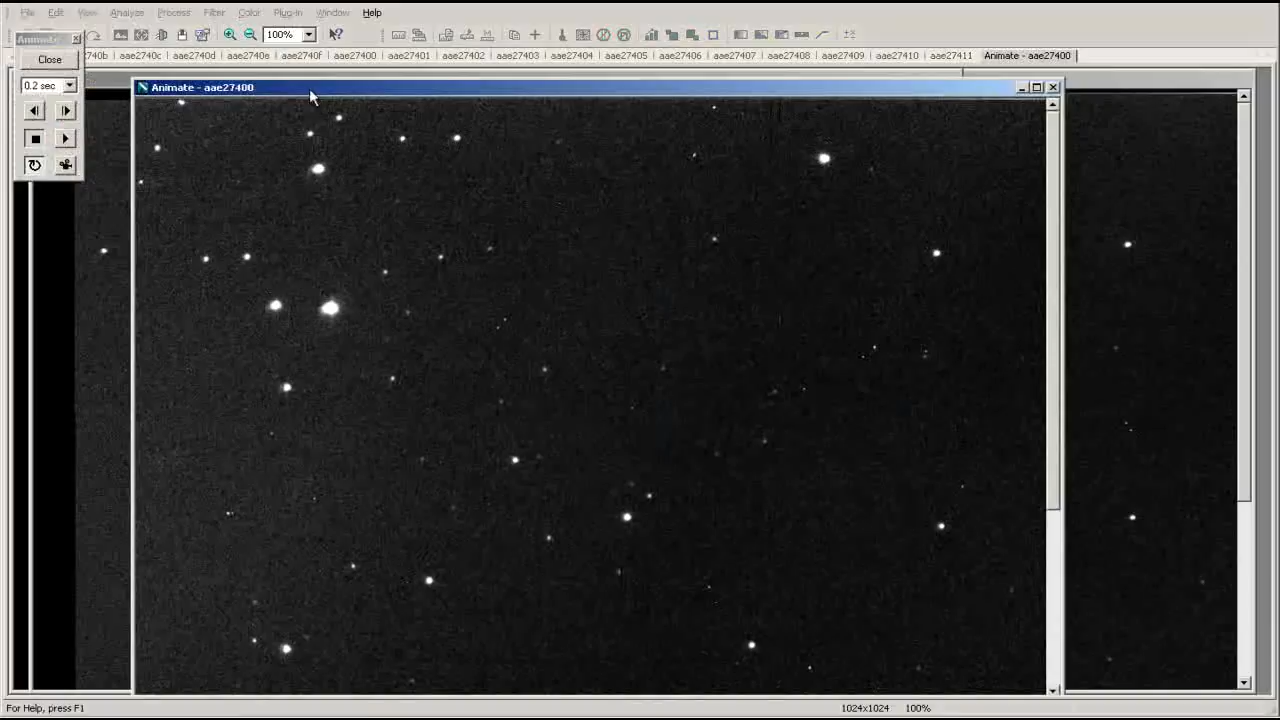 File Edit View Analyze Process Filter Color Plug-in Window Help
100%
Animat
740b aae2740c aae2740d aae2740e aae2740f aae27400 aae27401 aae27402 aae27403 aae27404 aae27405 aae27406 aae27407 aae27408 aae27409 aae27410 aae27411 Animate - aae27400
Close
0.2 sec
Animate - aae27400
For Help, press F1
1024x1024 100%